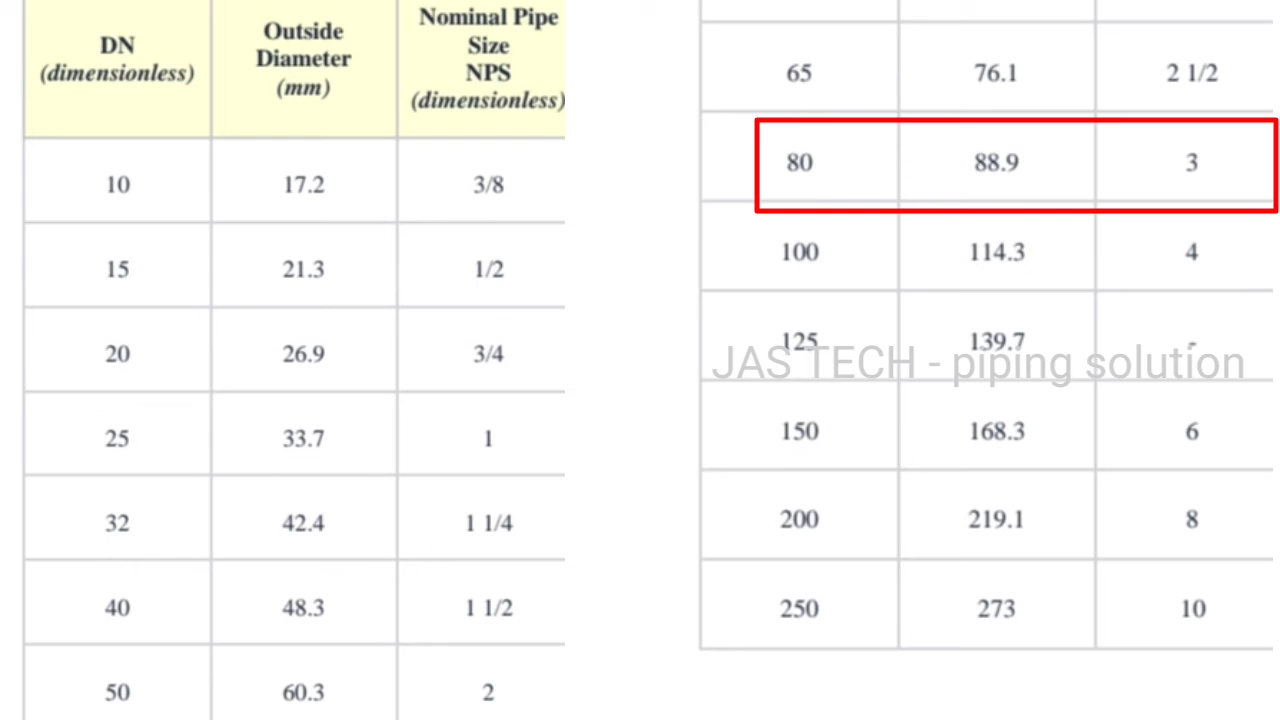 DN
(dimensionless)
Outside
Diameter
(mm)
Nominal Pipe
Size
NPS
(dimensionless)
10 17.2 3/8
15 21.3 1/2
20 26.9 3/4
25 33.7 1
32 42.4 1 1/4
40 48.3 1 1/2
50 60.3 2
65 76.1 2 1/2
80 88.9 3
100 114.3 4
125 139.7 -
JAS TECH - piping solution
150 168.3 6
200 219.1 8
250 273 10